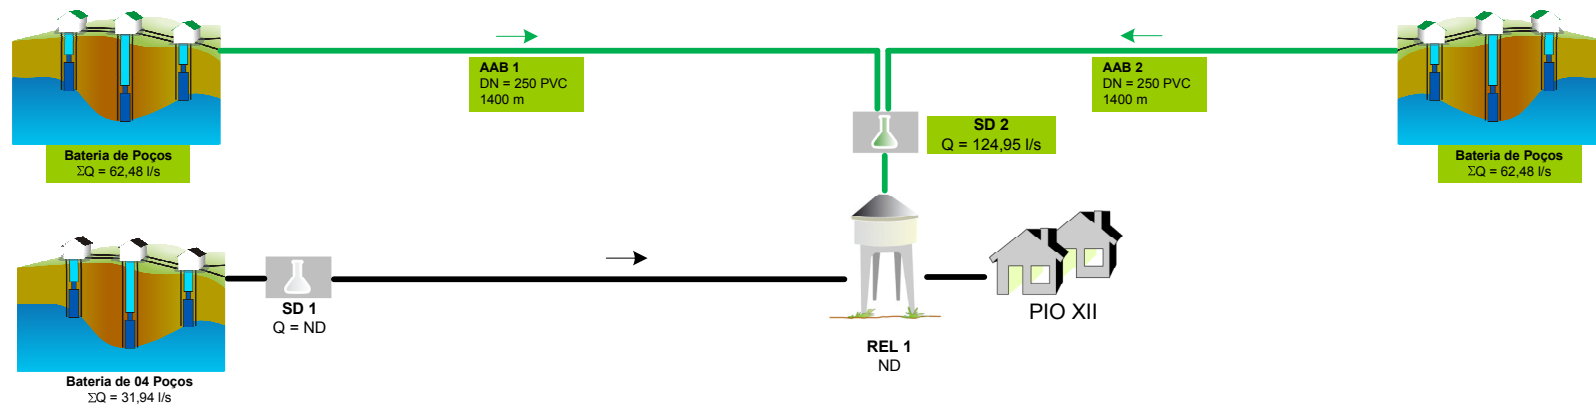 AAB 1
DN = 250 PVC
1400 m
AAB 2
DN = 250 PVC
1400 m
SD 2
Q = 124,95 l/s
Bateria de Poços
ΣQ = 62,48 l/s
Bateria de Poços
ΣQ = 62,48 l/s
SD 1
Q = ND
PIO XII
REL 1
ND
Bateria de 04 Poços
ΣQ = 31,94 l/s